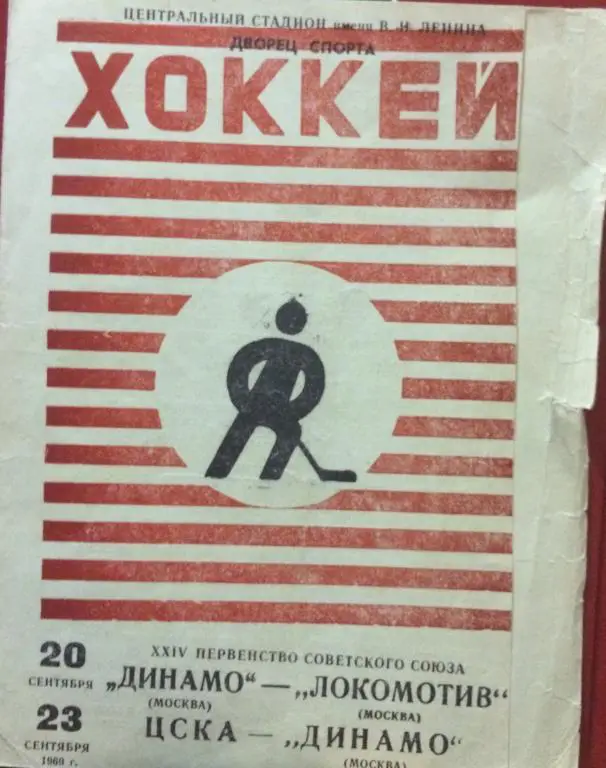 ЦЕНТРАЛЬНЫЙ СТАДИОН имени В. И. ЛЕНИНА
ДВОРЕЦ СПОРТА
ХОККЕЙ
XXIV ПЕРВЕНСТВО СОВЕТСКОГО СОЮЗА
20 СЕНТЯБРЯ „ДИНАМО“ — „ЛОКОМОТИВ“
(МОСКВА) (МОСКВА)
23 СЕНТЯБРЯ ЦСКА — „ДИНАМО“
1969 г. (МОСКВА)